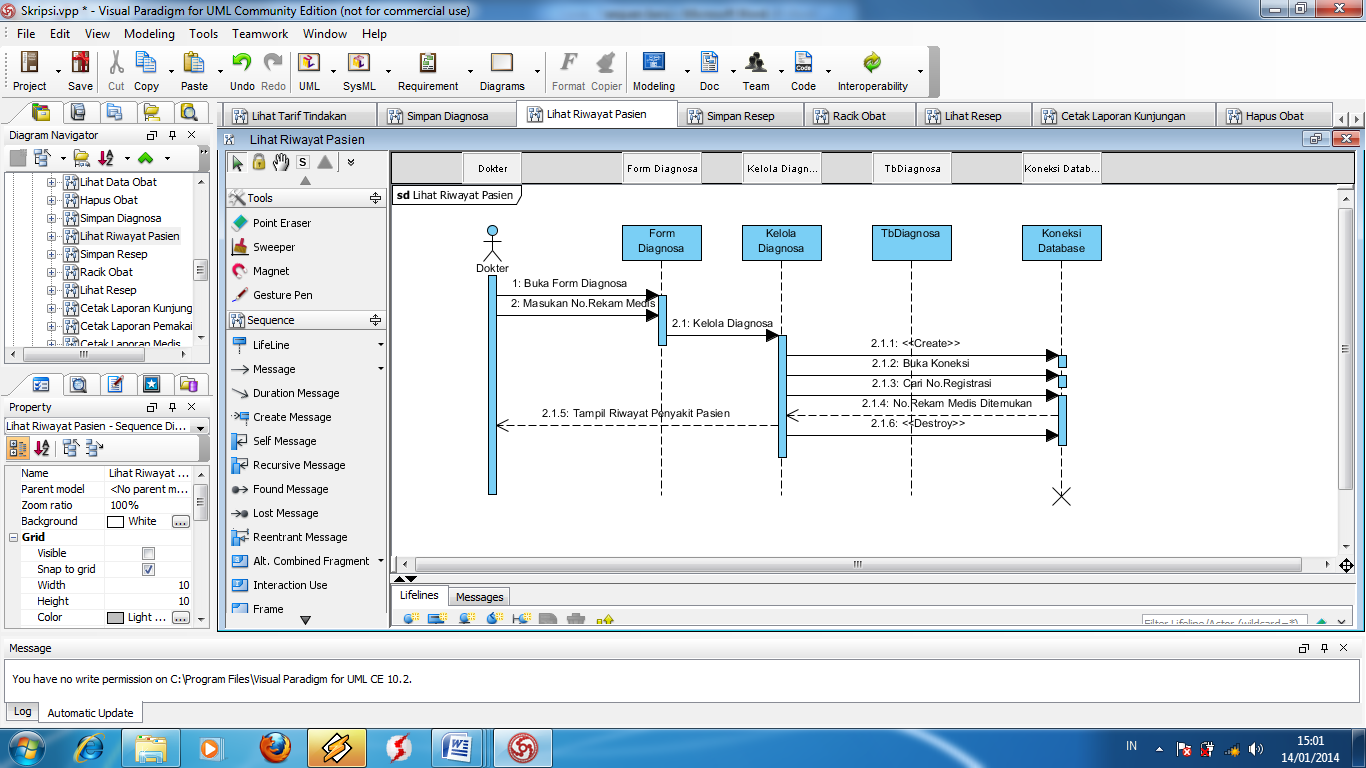 Skripsi.vpp * - Visual Paradigm for UML Community Edition (not for commercial use)
File Edit View Modeling Tools Teamwork Window Help
Project Save Cut Copy Paste Undo Redo UML SysML Requirement Diagrams Format Copier Modeling Doc Team Code Interoperability
Lihat Tarif Tindakan Simpan Diagnosa Lihat Riwayat Pasien Simpan Resep Racik Obat Lihat Resep Cetak Laporan Kunjungan Hapus Obat
Diagram Navigator
Lihat Data Obat
Hapus Obat
Simpan Diagnosa
Lihat Riwayat Pasien
Simpan Resep
Racik Obat
Lihat Resep
Cetak Laporan Kunjung
Cetak Laporan Pemakai
Cetak Laporan Medis
Property
Lihat Riwayat Pasien - Sequence Di...
Name Lihat Riwayat ...
Parent model <No parent m...
Zoom ratio 100%
Background White ...
Grid
Visible
Snap to grid
Width 10
Height 10
Color Light ... ...
Lihat Riwayat Pasien
S
Tools
Point Eraser
Sweeper
Magnet
Gesture Pen
Sequence
LifeLine
Message
Duration Message
Create Message
Self Message
Recursive Message
Found Message
Lost Message
Reentrant Message
Alt. Combined Fragment
Interaction Use
Frame
Dokter Form Diagnosa Kelola Diagn... TbDiagnosa Koneksi Datab...
sd Lihat Riwayat Pasien
Dokter
Form
Diagnosa
Kelola
Diagnosa
TbDiagnosa
Koneksi
Database
1: Buka Form Diagnosa
2: Masukan No.Rekam Medis
2.1: Kelola Diagnosa
2.1.1: <<Create>>
2.1.2: Buka Koneksi
2.1.3: Cari No.Registrasi
2.1.4: No.Rekam Medis Ditemukan
2.1.5: Tampil Riwayat Penyakit Pasien
2.1.6: <<Destroy>>
Lifelines Messages
Filter Lifeline/Actor (wildcard=*)
Message
You have no write permission on C:\Program Files\Visual Paradigm for UML CE 10.2.
Log Automatic Update
IN
15:01
14/01/2014